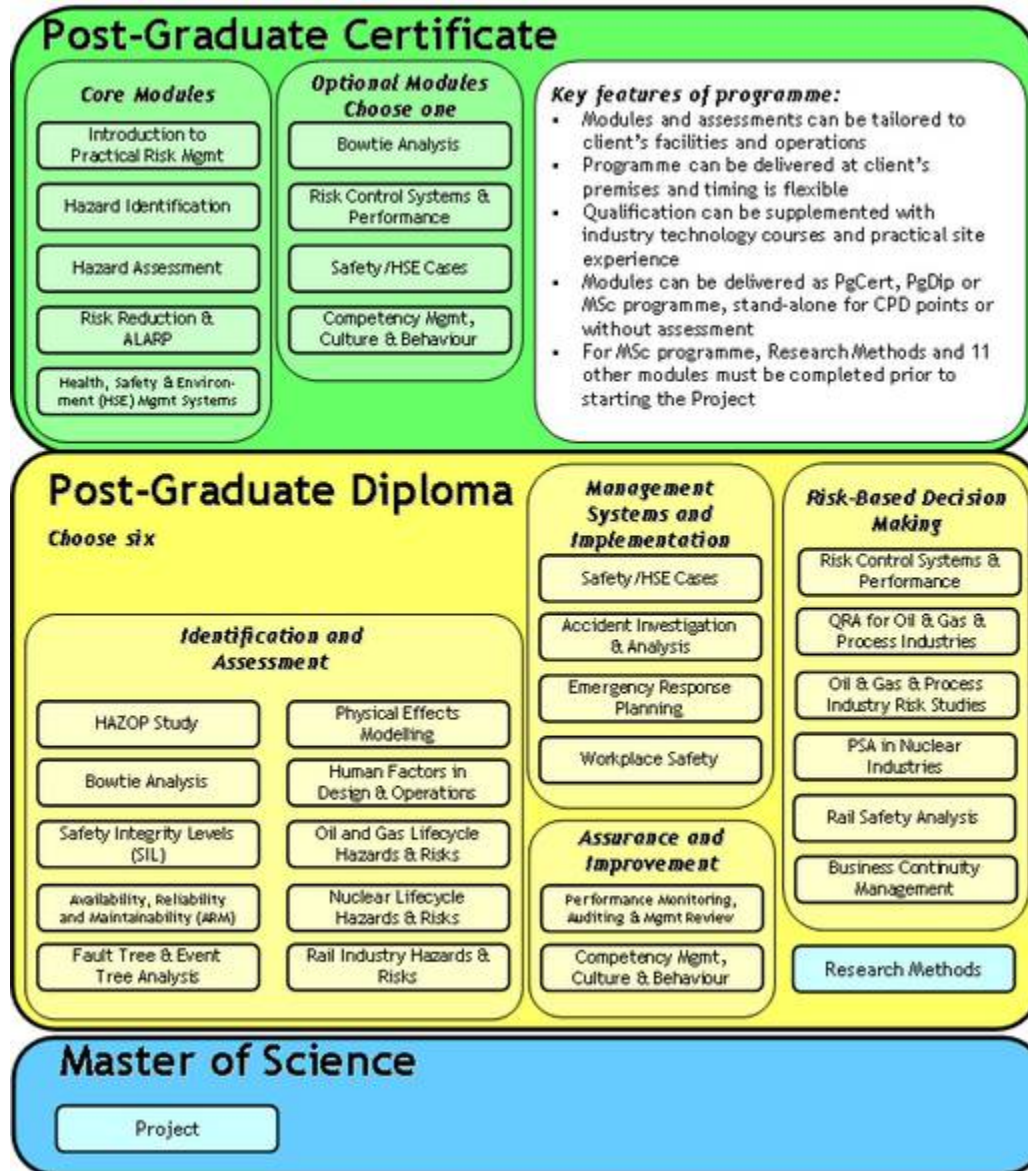 Post-Graduate Certificate
Core Modules
Introduction to
Practical Risk Mgmt
Hazard Identification
Hazard Assessment
Risk Reduction &
ALARP
Health, Safety & Environ-
ment (HSE) Mgmt Systems
Optional Modules
Choose one
Bowtie Analysis
Risk Control Systems &
Performance
Safety/HSE Cases
Competency Mgmt,
Culture & Behaviour
Key features of programme:
• Modules and assessments can be tailored to
client's facilities and operations
• Programme can be delivered at client's
premises and timing is flexible
• Qualification can be supplemented with
industry technology courses and practical site
experience
• Modules can be delivered as PgCert, PgDip or
MSc programme, stand-alone for CPD points or
without assessment
• For MSc programme, Research Methods and 11
other modules must be completed prior to
starting the Project
Post-Graduate Diploma
Choose six
Identification and
Assessment
HAZOP Study
Bowtie Analysis
Safety Integrity Levels
(SIL)
Availability, Reliability
and Maintainability (ARM)
Fault Tree & Event
Tree Analysis
Physical Effects
Modelling
Human Factors in
Design & Operations
Oil and Gas Lifecycle
Hazards & Risks
Nuclear Lifecycle
Hazards & Risks
Rail Industry Hazards &
Risks
Management
Systems and
Implementation
Safety/HSE Cases
Accident Investigation
& Analysis
Emergency Response
Planning
Workplace Safety
Assurance and
Improvement
Performance Monitoring,
Auditing & Mgmt Review
Competency Mgmt,
Culture & Behaviour
Risk-Based Decision
Making
Risk Control Systems &
Performance
QRA for Oil & Gas &
Process Industries
Oil & Gas & Process
Industry Risk Studies
PSA in Nuclear
Industries
Rail Safety Analysis
Business Continuity
Management
Research Methods
Master of Science
Project